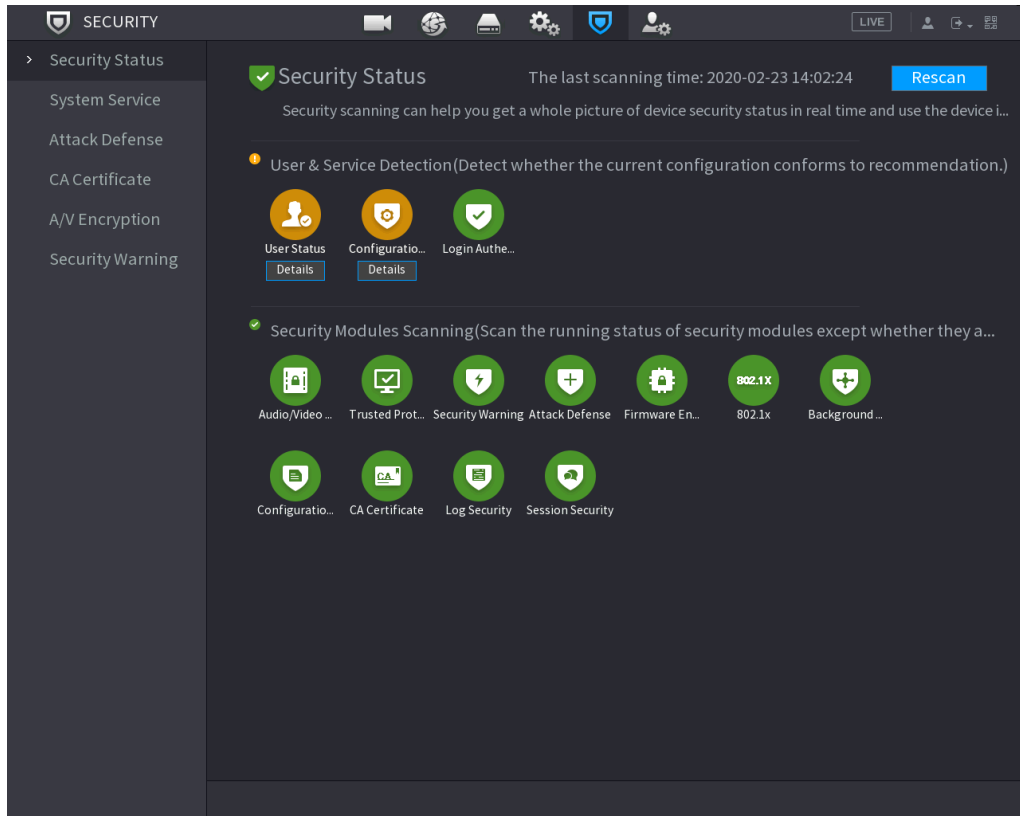 SECURITY
LIVE
Security Status
System Service
Attack Defense
CA Certificate
A/V Encryption
Security Warning
Security Status
The last scanning time: 2020-02-23 14:02:24
Rescan
Security scanning can help you get a whole picture of device security status in real time and use the device i...
User & Service Detection(Detect whether the current configuration conforms to recommendation.)
User Status
Configuratio...
Login Authe...
Details
Details
Security Modules Scanning(Scan the running status of security modules except whether they a...
802.1X
Audio/Video ...
Trusted Prot...
Security Warning
Attack Defense
Firmware En...
802.1x
Background ...
CA
Configuratio...
CA Certificate
Log Security
Session Security